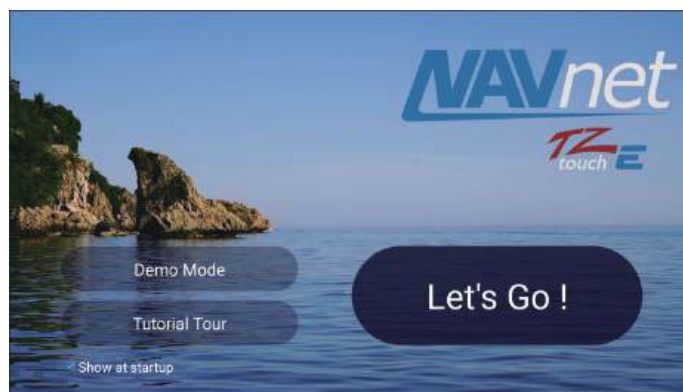 NAVnet
TZ
touch E
Demo Mode
Let's Go !
Tutorial Tour
Show at startup